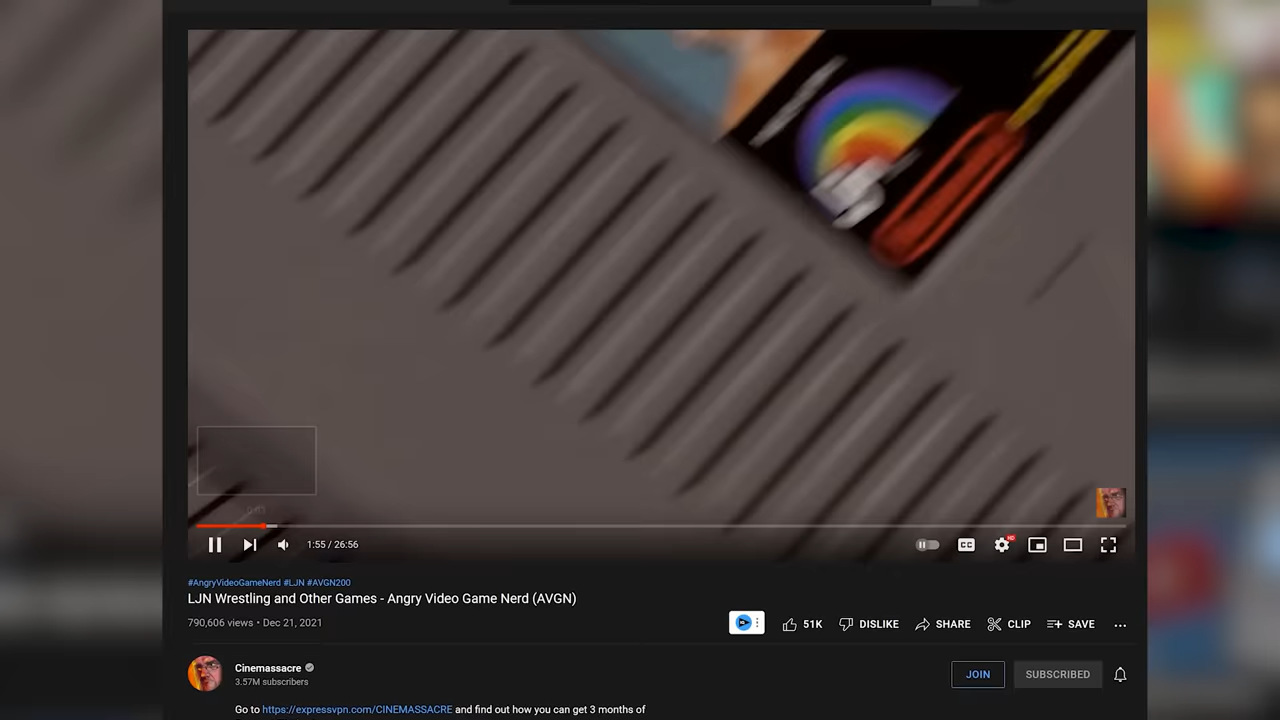 1:55 / 26:56
CC
HD
#AngryVideoGameNerd #LJN #AVGN200
LJN Wrestling and Other Games - Angry Video Game Nerd (AVGN)
790,606 views • Dec 21, 2021
51K
DISLIKE
SHARE
CLIP
SAVE
Cinemassacre
3.57M subscribers
JOIN
SUBSCRIBED
Go to https://expressvpn.com/CINEMASSACRE and find out how you can get 3 months of